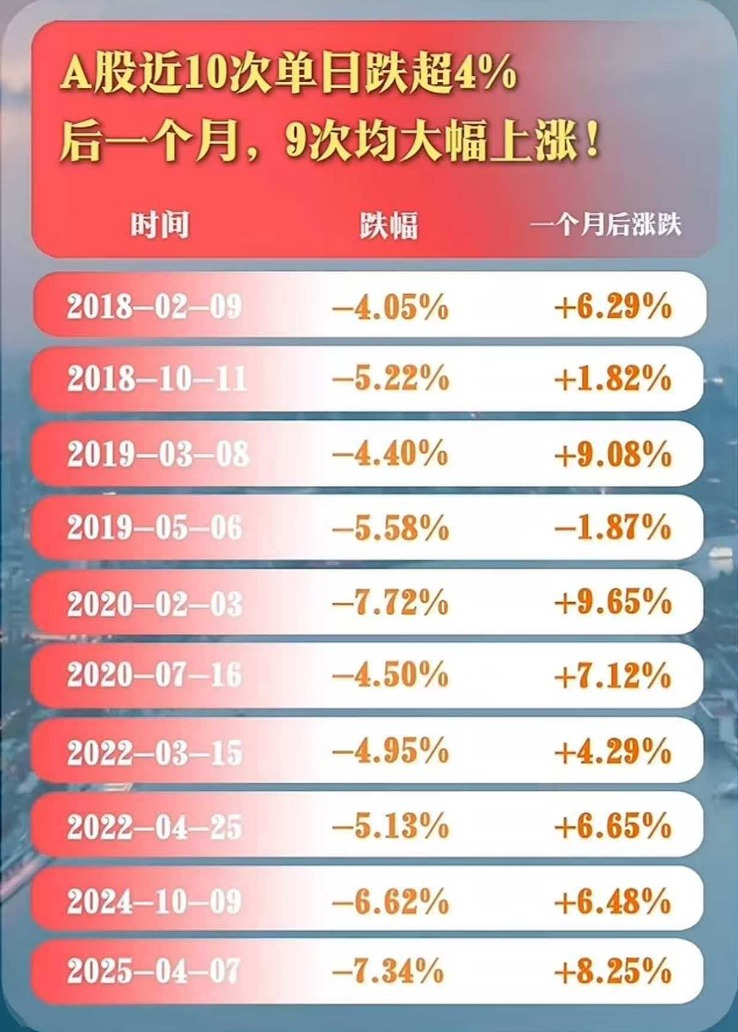 A股近10次单日跌超4%
后一个月，9次均大幅上涨！
时间 跌幅 一个月后涨跌
2018-02-09 -4.05% +6.29%
2018-10-11 -5.22% +1.82%
2019-03-08 -4.40% +9.08%
2019-05-06 -5.58% -1.87%
2020-02-03 -7.72% +9.65%
2020-07-16 -4.50% +7.12%
2022-03-15 -4.95% +4.29%
2022-04-25 -5.13% +6.65%
2024-10-09 -6.62% +6.48%
2025-04-07 -7.34% +8.25%